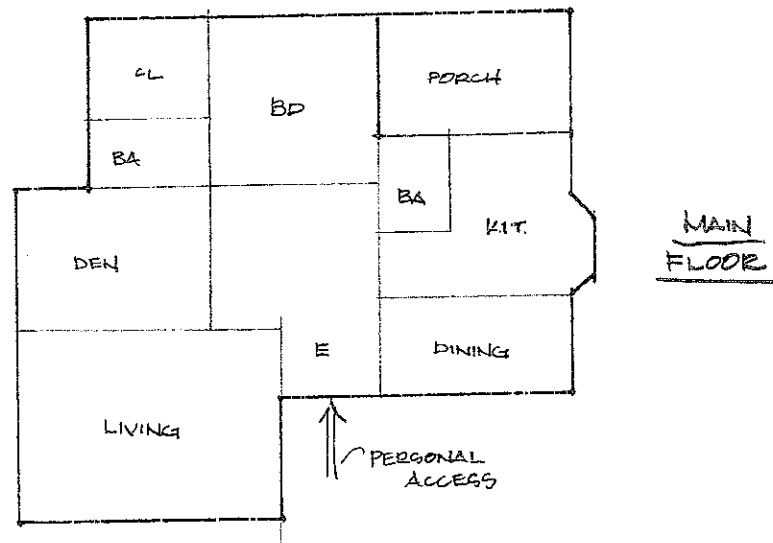 CL
BD
PORCH
BA
BA
KIT.
MAIN
FLOOR
DEN
E
DINING
LIVING
PERSONAL
ACCESS